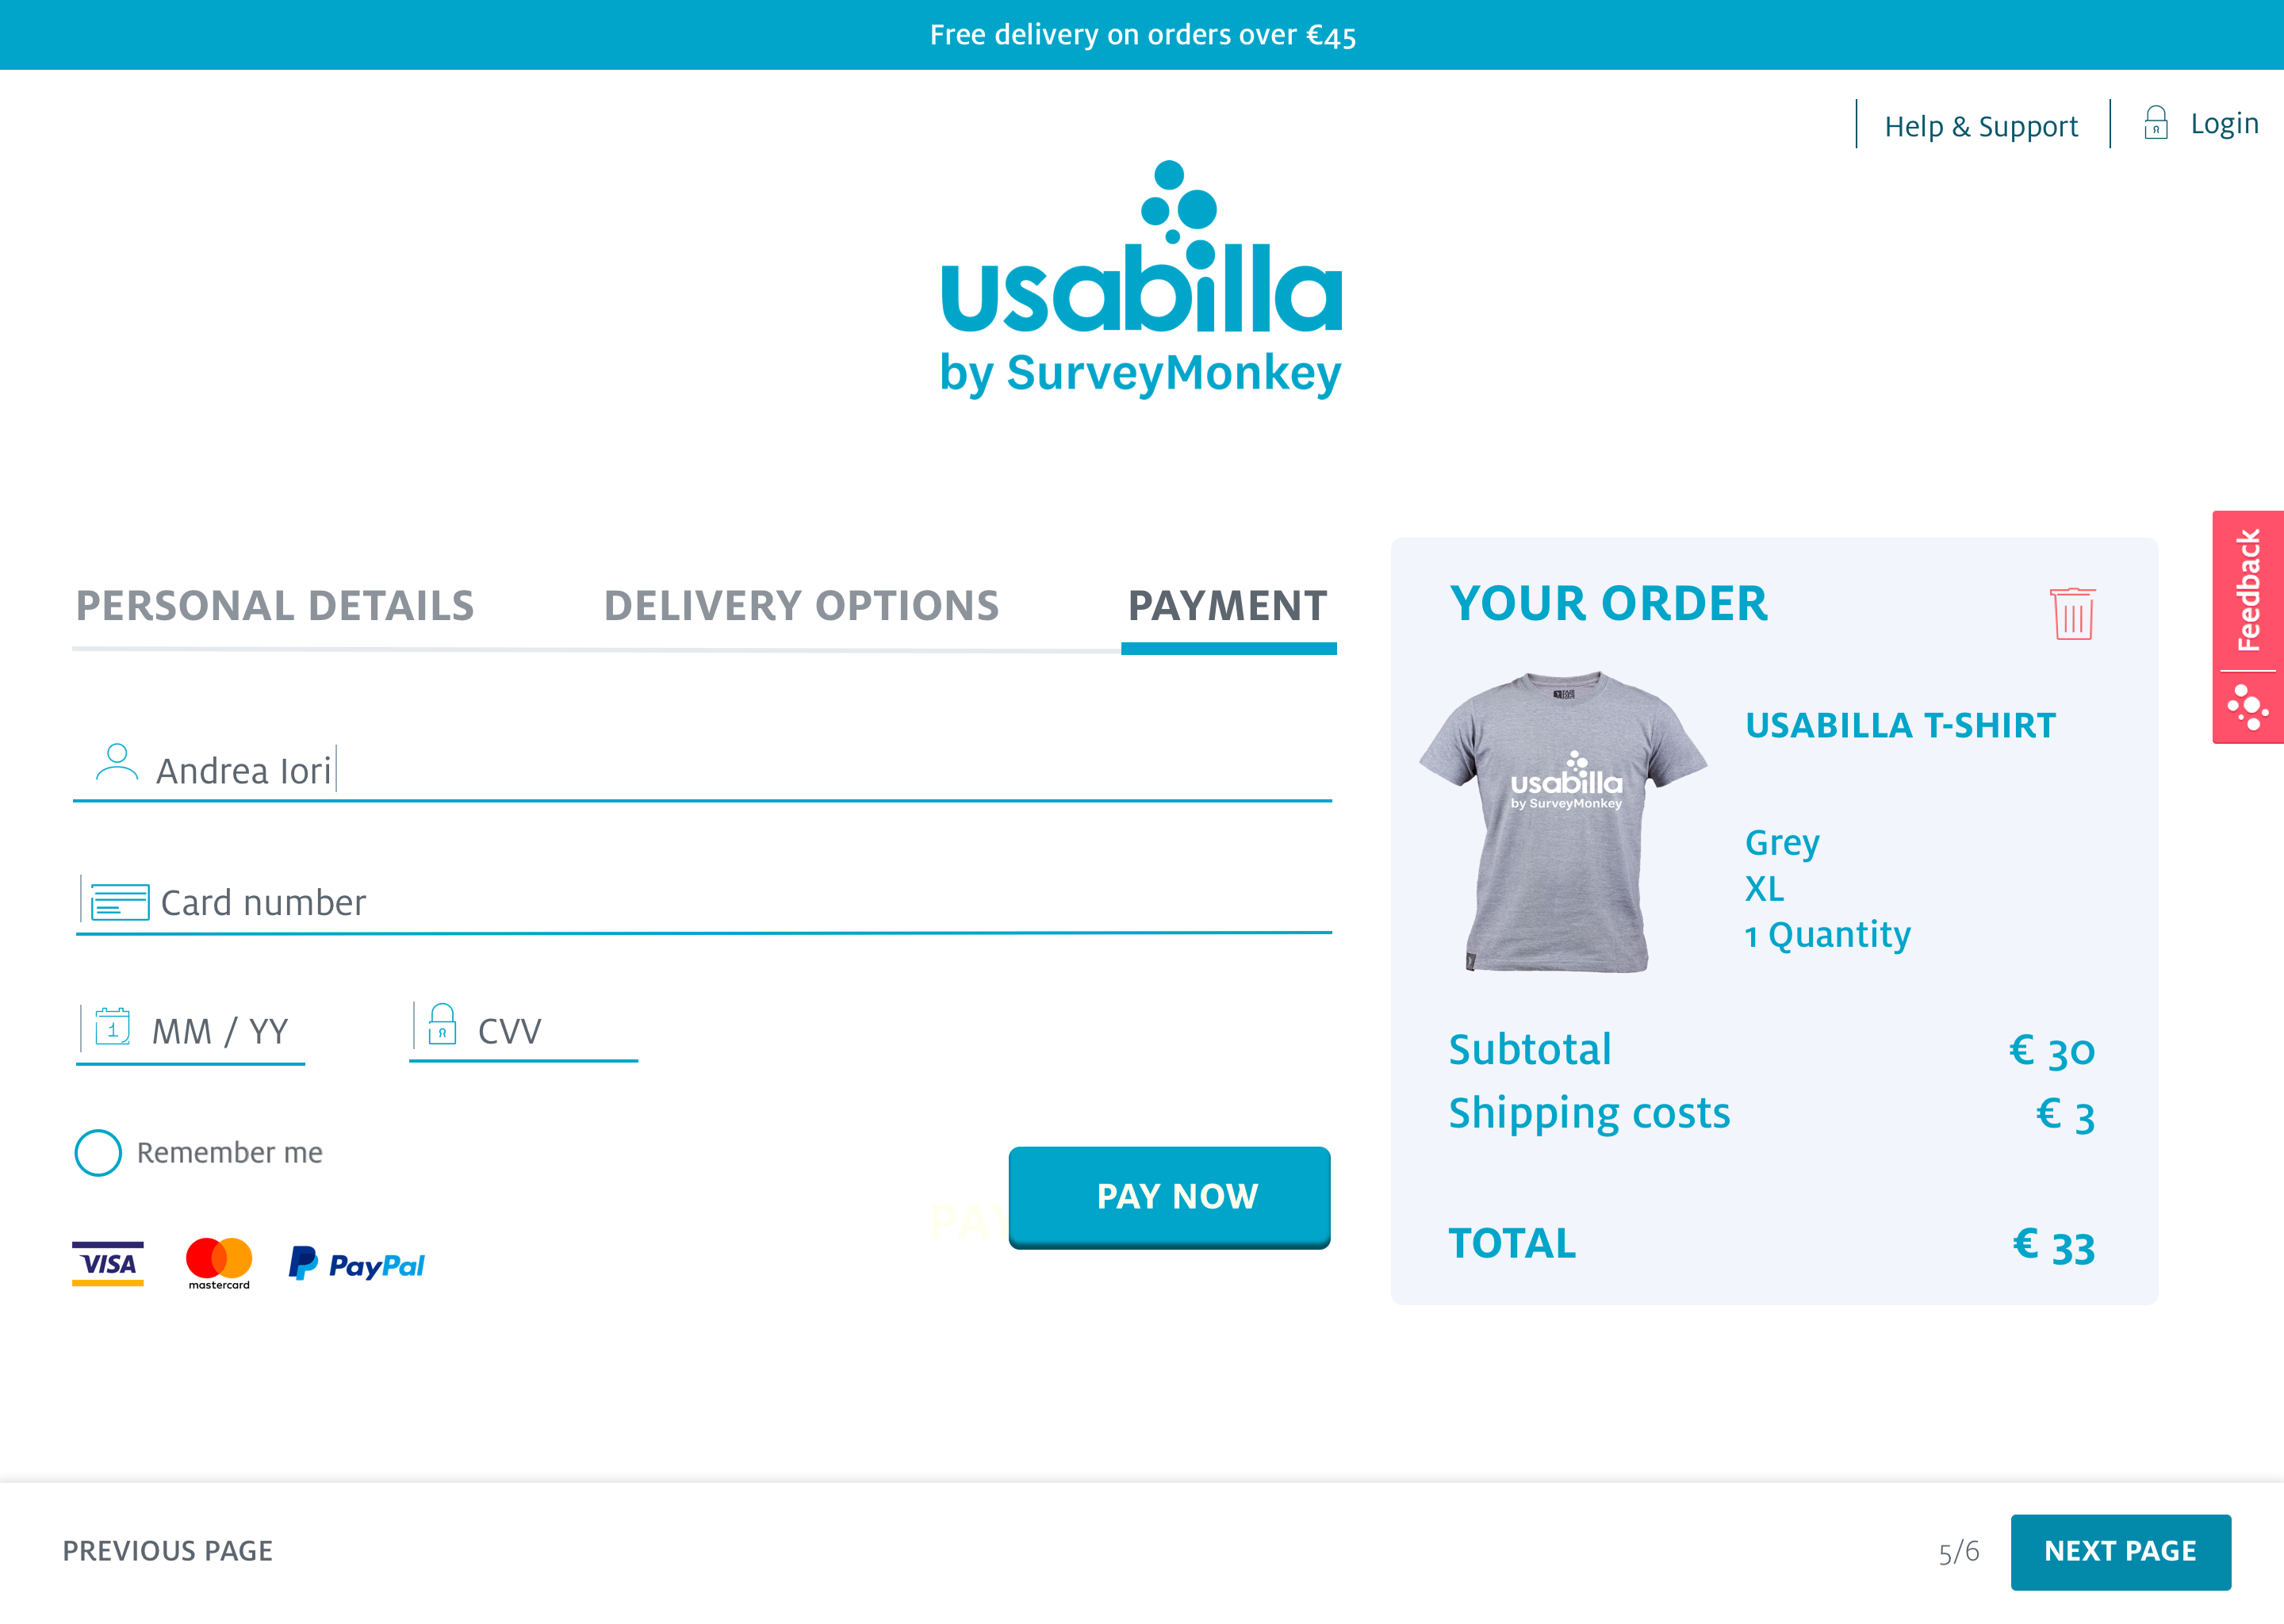 Free delivery on orders over €45
Help & Support
Login
usabilla
by SurveyMonkey
PERSONAL DETAILS
DELIVERY OPTIONS
PAYMENT
Andrea Iori
Card number
1
MM / YY
CVV
Remember me
PAY
PAY NOW
VISA
mastercard
PayPal
YOUR ORDER
usabilla
by SurveyMonkey
USABILLA T-SHIRT
Grey
XL
1 Quantity
Subtotal
€ 30
Shipping costs
€ 3
TOTAL
€ 33
Feedback
PREVIOUS PAGE
5/6
NEXT PAGE